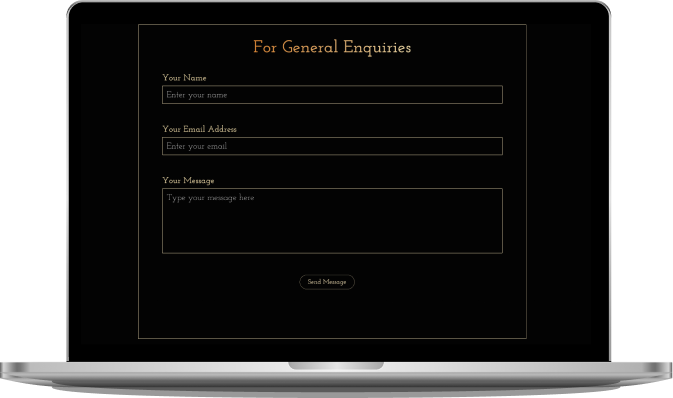 For General Enquiries
Your Name
Enter your name
Your Email Address
Enter your email
Your Message
Type your message here
Send Message